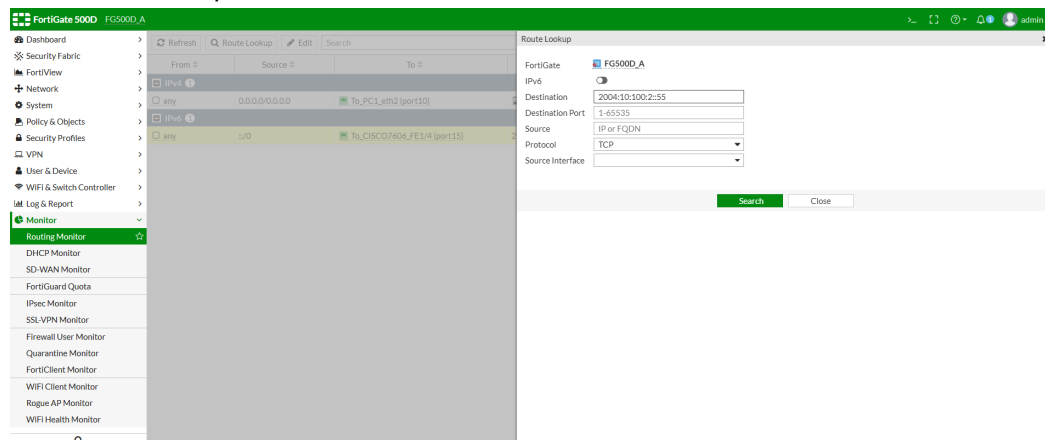 FortiGate 500D FG500D_A
>_ 1 admin
Dashboard
Security Fabric
FortiView
Network
System
Policy & Objects
Security Profiles
VPN
User & Device
WiFi & Switch Controller
Log & Report
Monitor
Routing Monitor
DHCP Monitor
SD-WAN Monitor
FortiGuard Quota
IPsec Monitor
SSL-VPN Monitor
Firewall User Monitor
Quarantine Monitor
FortiClient Monitor
WiFi Client Monitor
Rogue AP Monitor
WiFi Health Monitor
Refresh Route Lookup Edit Search
From Source To
IPv4 1
any 0.0.0.0/0.0.0.0 To_PC1_eth2 (port10)
IPv6 1
any ::/0 To_CISCO7606_FE1/4 (port15) 2
Route Lookup
FortiGate FG500D_A
IPv6
Destination 2004:10:100:2::55
Destination Port 1-65535
Source IP or FQDN
Protocol TCP
Source Interface
Search Close